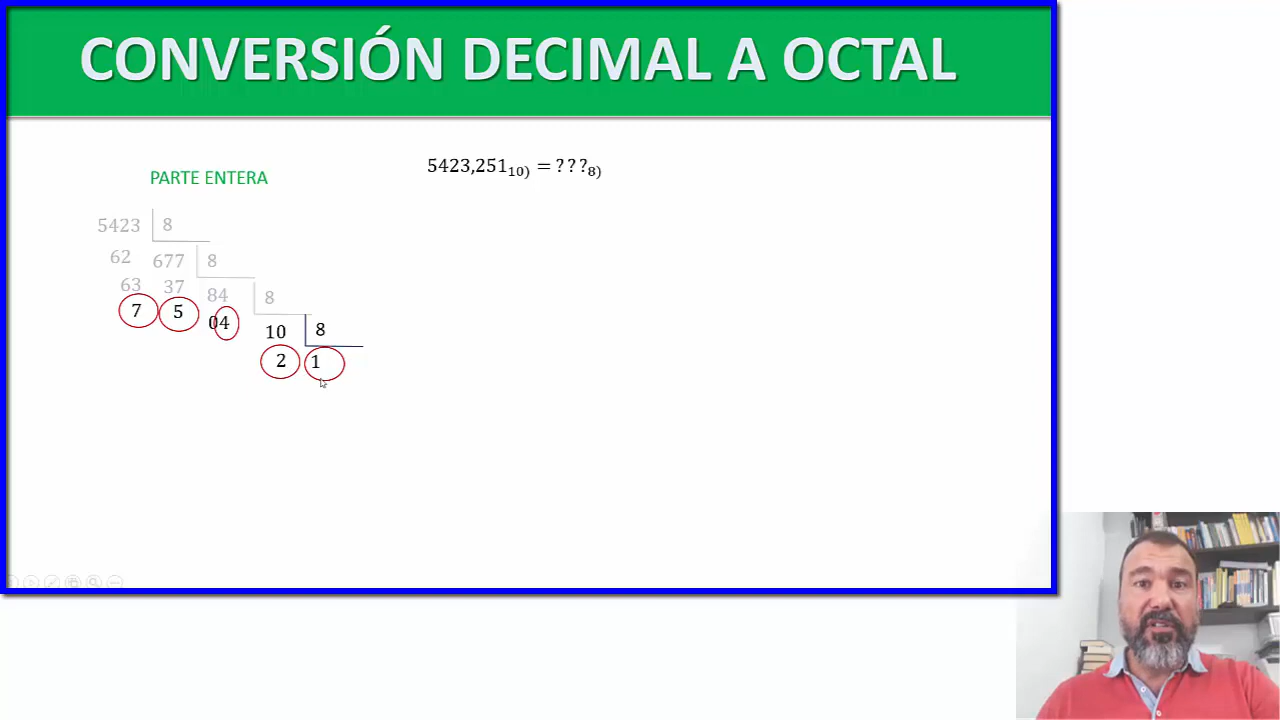 CONVERSIÓN DECIMAL A OCTAL
5423,251₁₀₎ = ???₈₎
PARTE ENTERA
5423 8
62 677 8
63 37 84 8
7 5 04 10 8
2 1